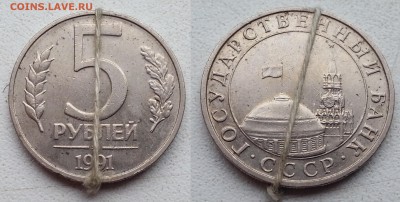 COINS.LAVE.RU
5
РУБЛЕЙ
1991
ГОСУДАРСТВЕННЫЙ БАНК
СССР